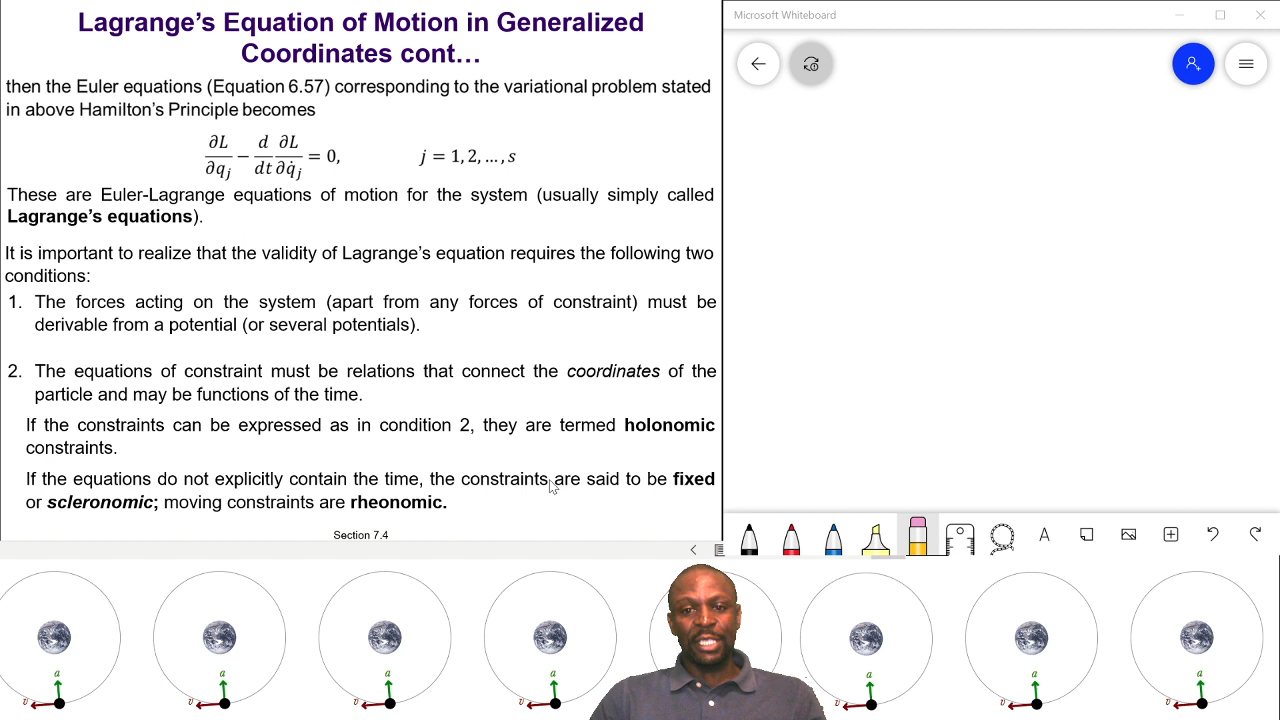 Lagrange's Equation of Motion in Generalized
Coordinates cont…
Microsoft Whiteboard
then the Euler equations (Equation 6.57) corresponding to the variational problem stated
in above Hamilton's Principle becomes
∂L/∂q_j − d/dt ∂L/∂q̇_j = 0, j = 1, 2, …, s
These are Euler-Lagrange equations of motion for the system (usually simply called
Lagrange's equations).
It is important to realize that the validity of Lagrange's equation requires the following two
conditions:
1. The forces acting on the system (apart from any forces of constraint) must be
derivable from a potential (or several potentials).
2. The equations of constraint must be relations that connect the coordinates of the
particle and may be functions of the time.
If the constraints can be expressed as in condition 2, they are termed holonomic
constraints.
If the equations do not explicitly contain the time, the constraints are said to be fixed
or scleronomic; moving constraints are rheonomic.
Section 7.4
A
a
a
a
a
a
a
a
v
v
v
v
v
v
v